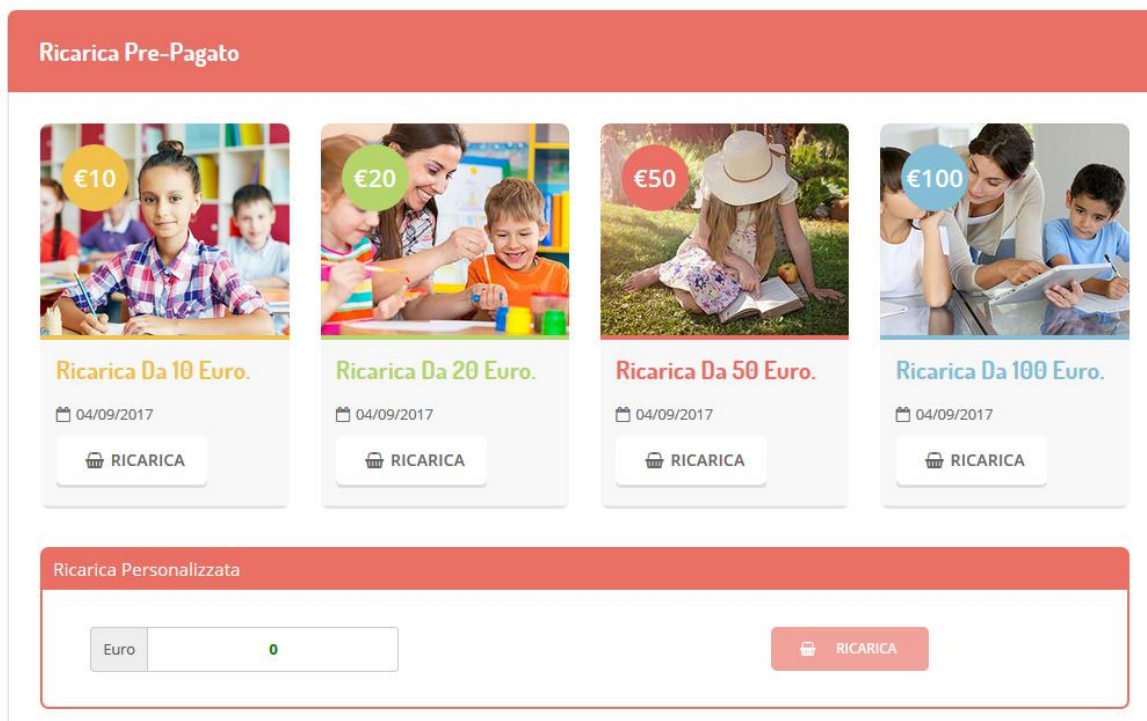 Ricarica Pre-Pagato
€10
€20
€50
€100
Ricarica Da 10 Euro.
Ricarica Da 20 Euro.
Ricarica Da 50 Euro.
Ricarica Da 100 Euro.
04/09/2017
04/09/2017
04/09/2017
04/09/2017
RICARICA
RICARICA
RICARICA
RICARICA
Ricarica Personalizzata
Euro 0
RICARICA